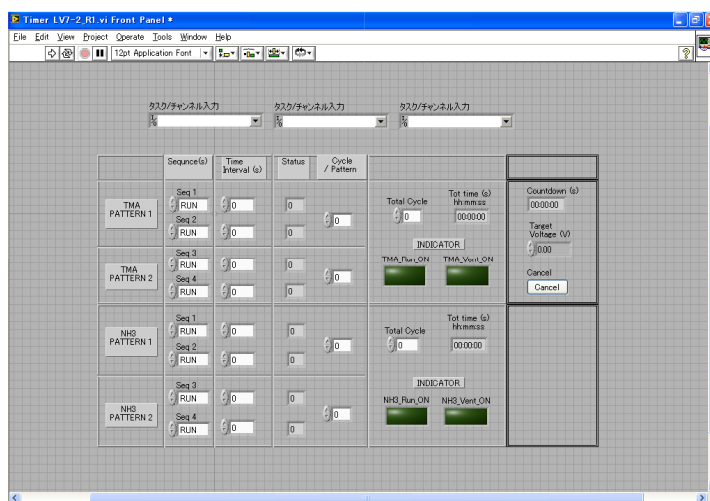 Timer LV7-2_R1.vi Front Panel *
File Edit View Project Operate Tools Window Help
12pt Application Font
タスク/チャンネル入力 タスク/チャンネル入力 タスク/チャンネル入力
Sequnce(s) Time Interval (s) Status Cycle / Pattern
TMA PATTERN 1
Seq 1
RUN 0 0
Seq 2
RUN 0 0
0
TMA PATTERN 2
Seq 3
RUN 0 0
Seq 4
RUN 0 0
0
Total Cycle
0
Tot time (s)
hh:mm:ss
00:00:00
INDICATOR
TMA_Run_ON TMA_Vent_ON
Countdown (s)
00:00:00
Target
Voltage (V)
0.00
Cancel
Cancel
NH3 PATTERN 1
Seq 1
RUN 0 0
Seq 2
RUN 0 0
0
NH3 PATTERN 2
Seq 3
RUN 0 0
Seq 4
RUN 0 0
0
Total Cycle
0
Tot time (s)
hh:mm:ss
00:00:00
INDICATOR
NH3_Run_ON NH3_Vent_ON